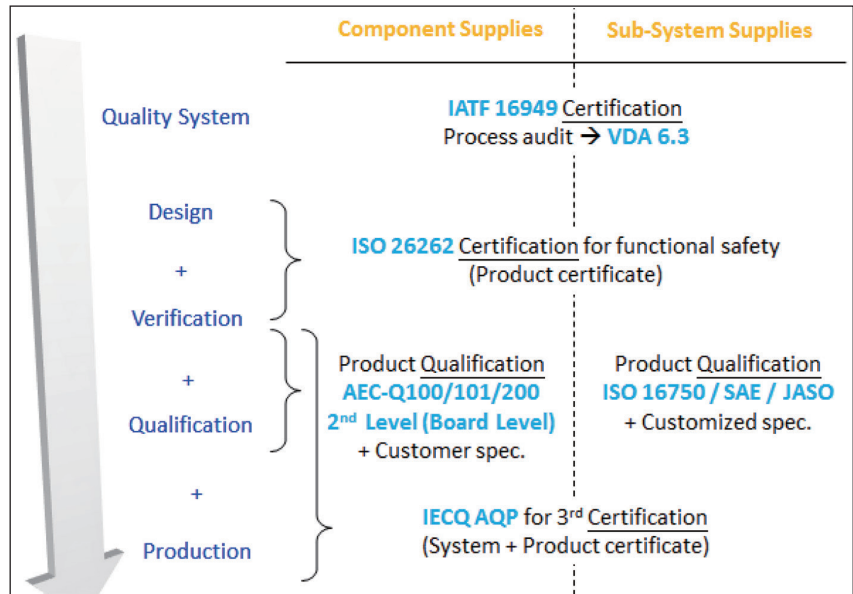 Component Supplies
Sub-System Supplies
Quality System
IATF 16949 Certification
Process audit → VDA 6.3
Design
+
Verification
ISO 26262 Certification for functional safety
(Product certificate)
+
Qualification
Product Qualification
AEC-Q100/101/200
2nd Level (Board Level)
+ Customer spec.
Product Qualification
ISO 16750 / SAE / JASO
+ Customized spec.
+
Production
IECQ AQP for 3rd Certification
(System + Product certificate)